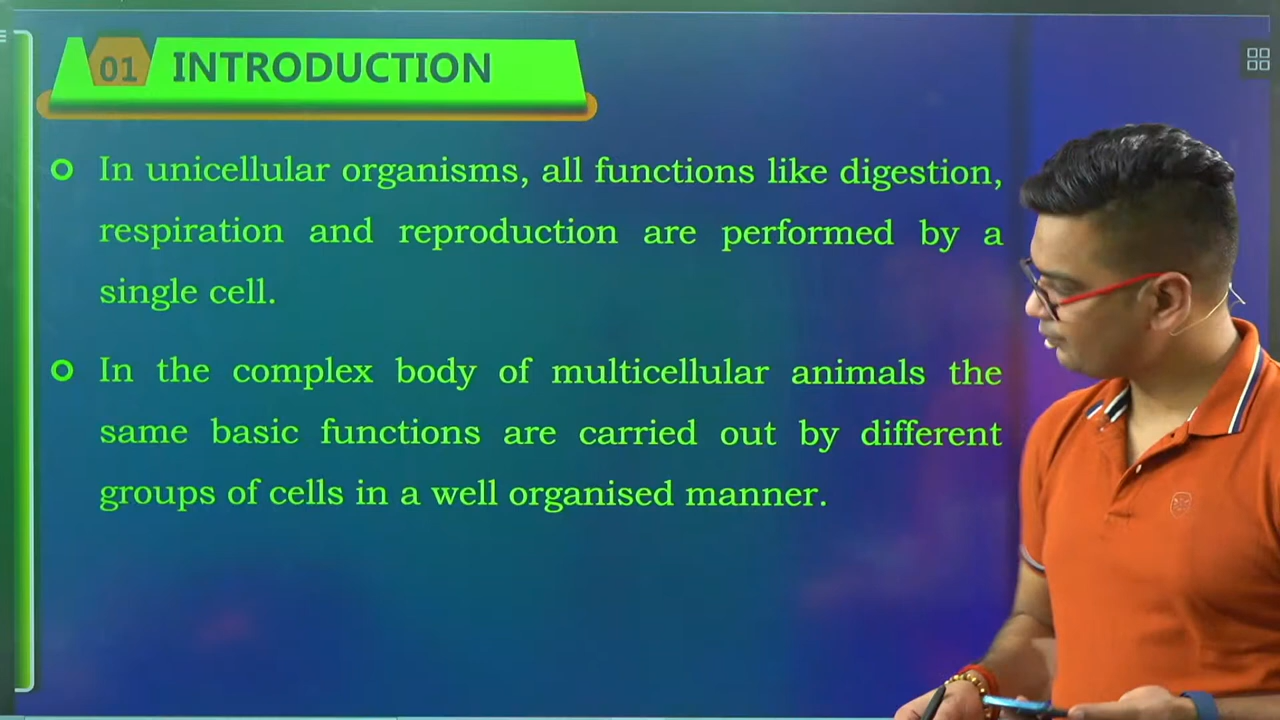 01 INTRODUCTION
In unicellular organisms, all functions like digestion,
respiration and reproduction are performed by a
single cell.
In the complex body of multicellular animals the
same basic functions are carried out by different
groups of cells in a well organised manner.